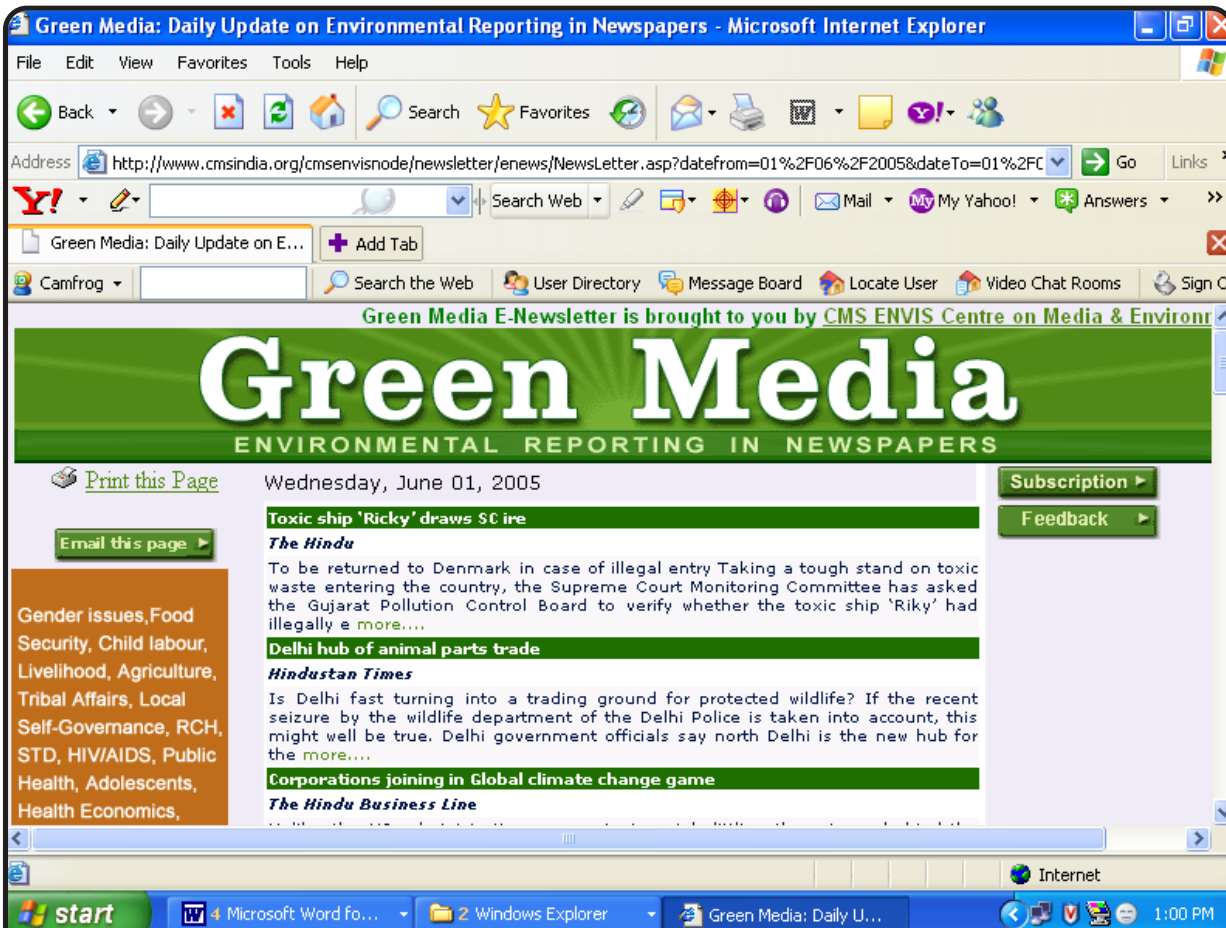 Green Media: Daily Update on Environmental Reporting in Newspapers - Microsoft Internet Explorer
File Edit View Favorites Tools Help
Back Search Favorites
Address http://www.cmsindia.org/cmsenvisnode/newsletter/enews/NewsLetter.asp?datefrom=01%2F06%2F2005&dateTo=01%2F Go Links
Y! Search Web Mail My Yahoo! Answers
Green Media: Daily Update on E... Add Tab
Camfrog Search the Web User Directory Message Board Locate User Video Chat Rooms Sign
Green Media E-Newsletter is brought to you by CMS ENVIS Centre on Media &
Green Media
ENVIRONMENTAL REPORTING IN NEWSPAPERS
Print this Page
Email this page
Gender issues,Food
Security, Child labour,
Livelihood, Agriculture,
Tribal Affairs, Local
Self-Governance, RCH,
STD, HIV/AIDS, Public
Health, Adolescents,
Health Economics,
Wednesday, June 01, 2005
Toxic ship 'Ricky' draws SC ire
The Hindu
To be returned to Denmark in case of illegal entry Taking a tough stand on toxic
waste entering the country, the Supreme Court Monitoring Committee has asked
the Gujarat Pollution Control Board to verify whether the toxic ship 'Riky' had
illegally e more....
Delhi hub of animal parts trade
Hindustan Times
Is Delhi fast turning into a trading ground for protected wildlife? If the recent
seizure by the wildlife department of the Delhi Police is taken into account, this
might well be true. Delhi government officials say north Delhi is the new hub for
the more....
Corporations joining in Global climate change game
The Hindu Business Line
Subscription
Feedback
Internet
start 4 Microsoft Word fo... 2 Windows Explorer Green Media: Daily U... 1:00 PM